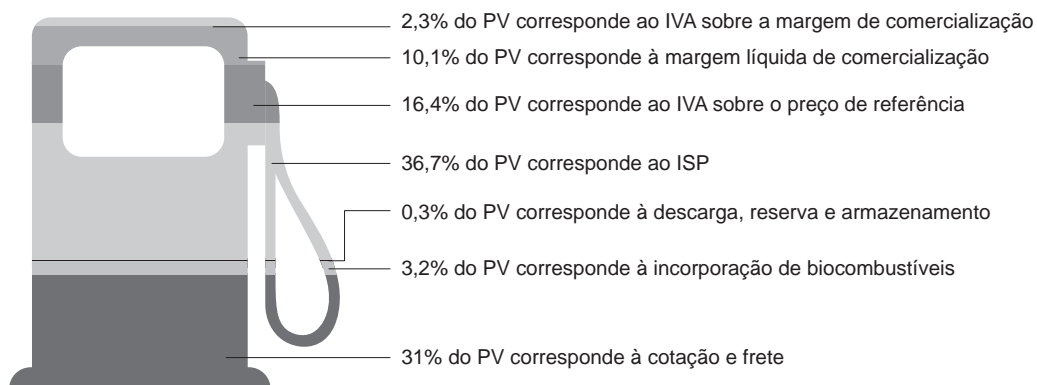 2,3% do PV corresponde ao IVA sobre a margem de comercialização
10,1% do PV corresponde à margem líquida de comercialização
16,4% do PV corresponde ao IVA sobre o preço de referência
36,7% do PV corresponde ao ISP
0,3% do PV corresponde à descarga, reserva e armazenamento
3,2% do PV corresponde à incorporação de biocombustíveis
31% do PV corresponde à cotação e frete